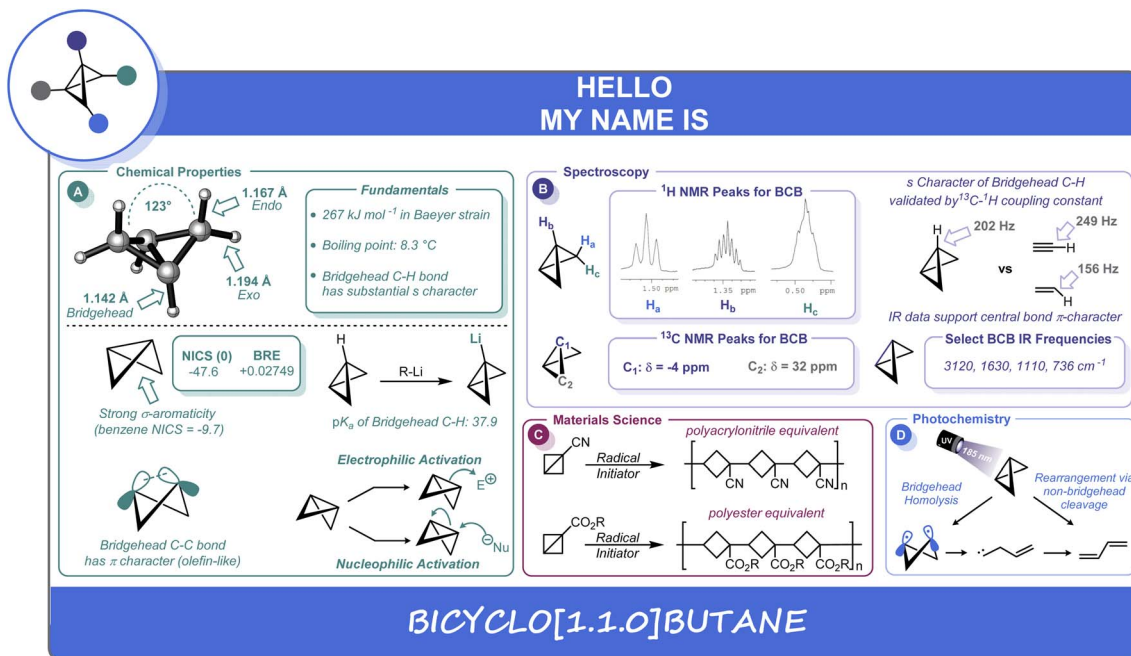 HELLO
MY NAME IS
A
Chemical Properties
1.167 Å
Endo
123°
1.194 Å
Exo
1.142 Å
Bridgehead
Fundamentals
• 267 kJ mol⁻¹ in Baeyer strain
• Boiling point: 8.3 °C
• Bridgehead C-H bond
has substantial s character
NICS (0)
-47.6
BRE
+0.02749
Strong σ-aromaticity
(benzene NICS = -9.7)
H
R-Li
Li
pKₐ of Bridgehead C-H: 37.9
Bridgehead C-C bond
has π character (olefin-like)
Electrophilic Activation
E⊕
⊖Nu
Nucleophilic Activation
B
Spectroscopy
H_b
H_a
H_c
¹H NMR Peaks for BCB
1.50 ppm
H_a
1.35 ppm
H_b
0.50 ppm
H_c
s Character of Bridgehead C-H
validated by¹³C-¹H coupling constant
H
202 Hz
vs
249 Hz
H
156 Hz
H
C₁
C₂
¹³C NMR Peaks for BCB
C₁: δ = -4 ppm
C₂: δ = 32 ppm
IR data support central bond π-character
Select BCB IR Frequencies
3120, 1630, 1110, 736 cm⁻¹
C
Materials Science
CN
Radical
Initiator
polyacrylonitrile equivalent
CN CN CN n
CO₂R
Radical
Initiator
polyester equivalent
CO₂R CO₂R CO₂R n
D
Photochemistry
UV
185 nm
Bridgehead
Homolysis
Rearrangement via
non-bridgehead
cleavage
BICYCLO[1.1.0]BUTANE